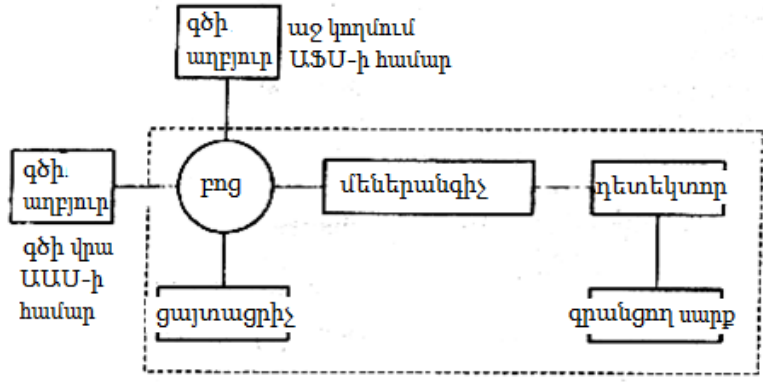 գծի
աղբյուր
աջ կողմում
ԱՖՍ-ի համար
գծի.
աղբյուր
բոց
մեներանգիչ
դետեկտոր
գծի վրա
ԱԱՍ-ի
համար
ցայտացրիչ
գրանցող սարք